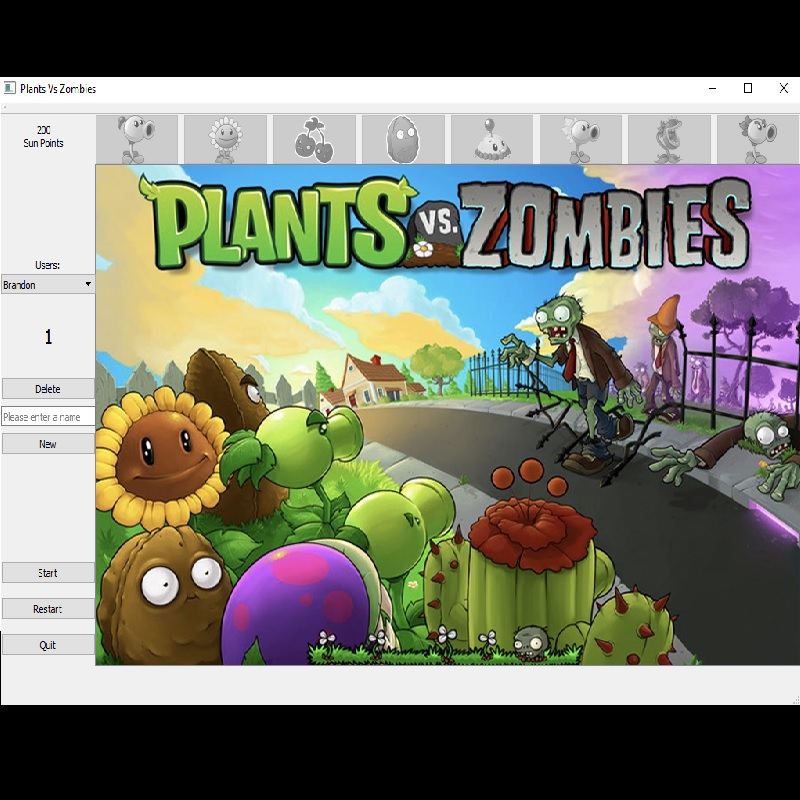 Plants Vs Zombies
200
Sun Points
PLANTS VS. ZOMBIES
Users:
Brandon
1
Delete
Please enter a name
New
Start
Restart
Quit